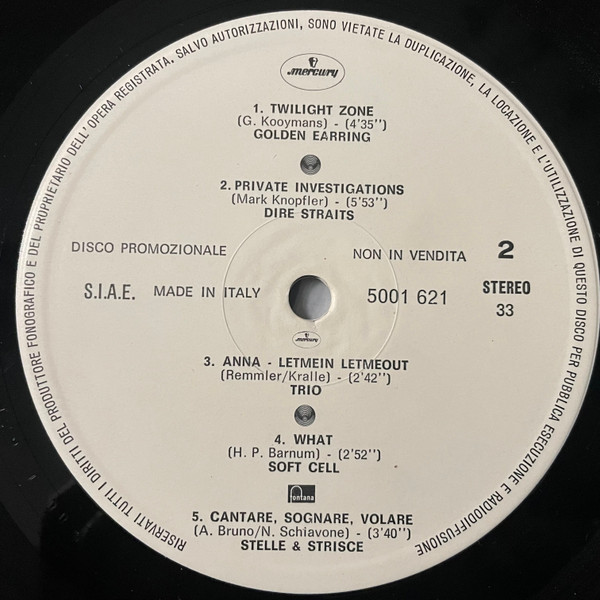 RISERVATI TUTTI I DIRITTI DEL PRODUTTORE FONOGRAFICO E DEL PROPRIETARIO DELL'OPERA REGISTRATA. SALVO AUTORIZZAZIONI, SONO VIETATE LA DUPLICAZIONE, LA LOCAZIONE E L'UTILIZZAZIONE DI QUESTO DISCO PER PUBBLICA ESECUZIONE E RADIODIFFUSIONE
mercury
1. TWILIGHT ZONE
(G. Kooymans) - (4'35'')
GOLDEN EARRING
2. PRIVATE INVESTIGATIONS
(Mark Knopfler) - (5'53'')
DIRE STRAITS
DISCO PROMOZIONALE NON IN VENDITA 2
S.I.A.E. MADE IN ITALY 5001 621 STEREO
33
mercury
3. ANNA - LETMEIN LETMEOUT
(Remmler/Kralle) - (2'42'')
TRIO
4. WHAT
(H. P. Barnum) - (2'52'')
SOFT CELL
fontana
5. CANTARE, SOGNARE, VOLARE
(A. Bruno/N. Schiavone) - (3'40'')
STELLE & STRISCE